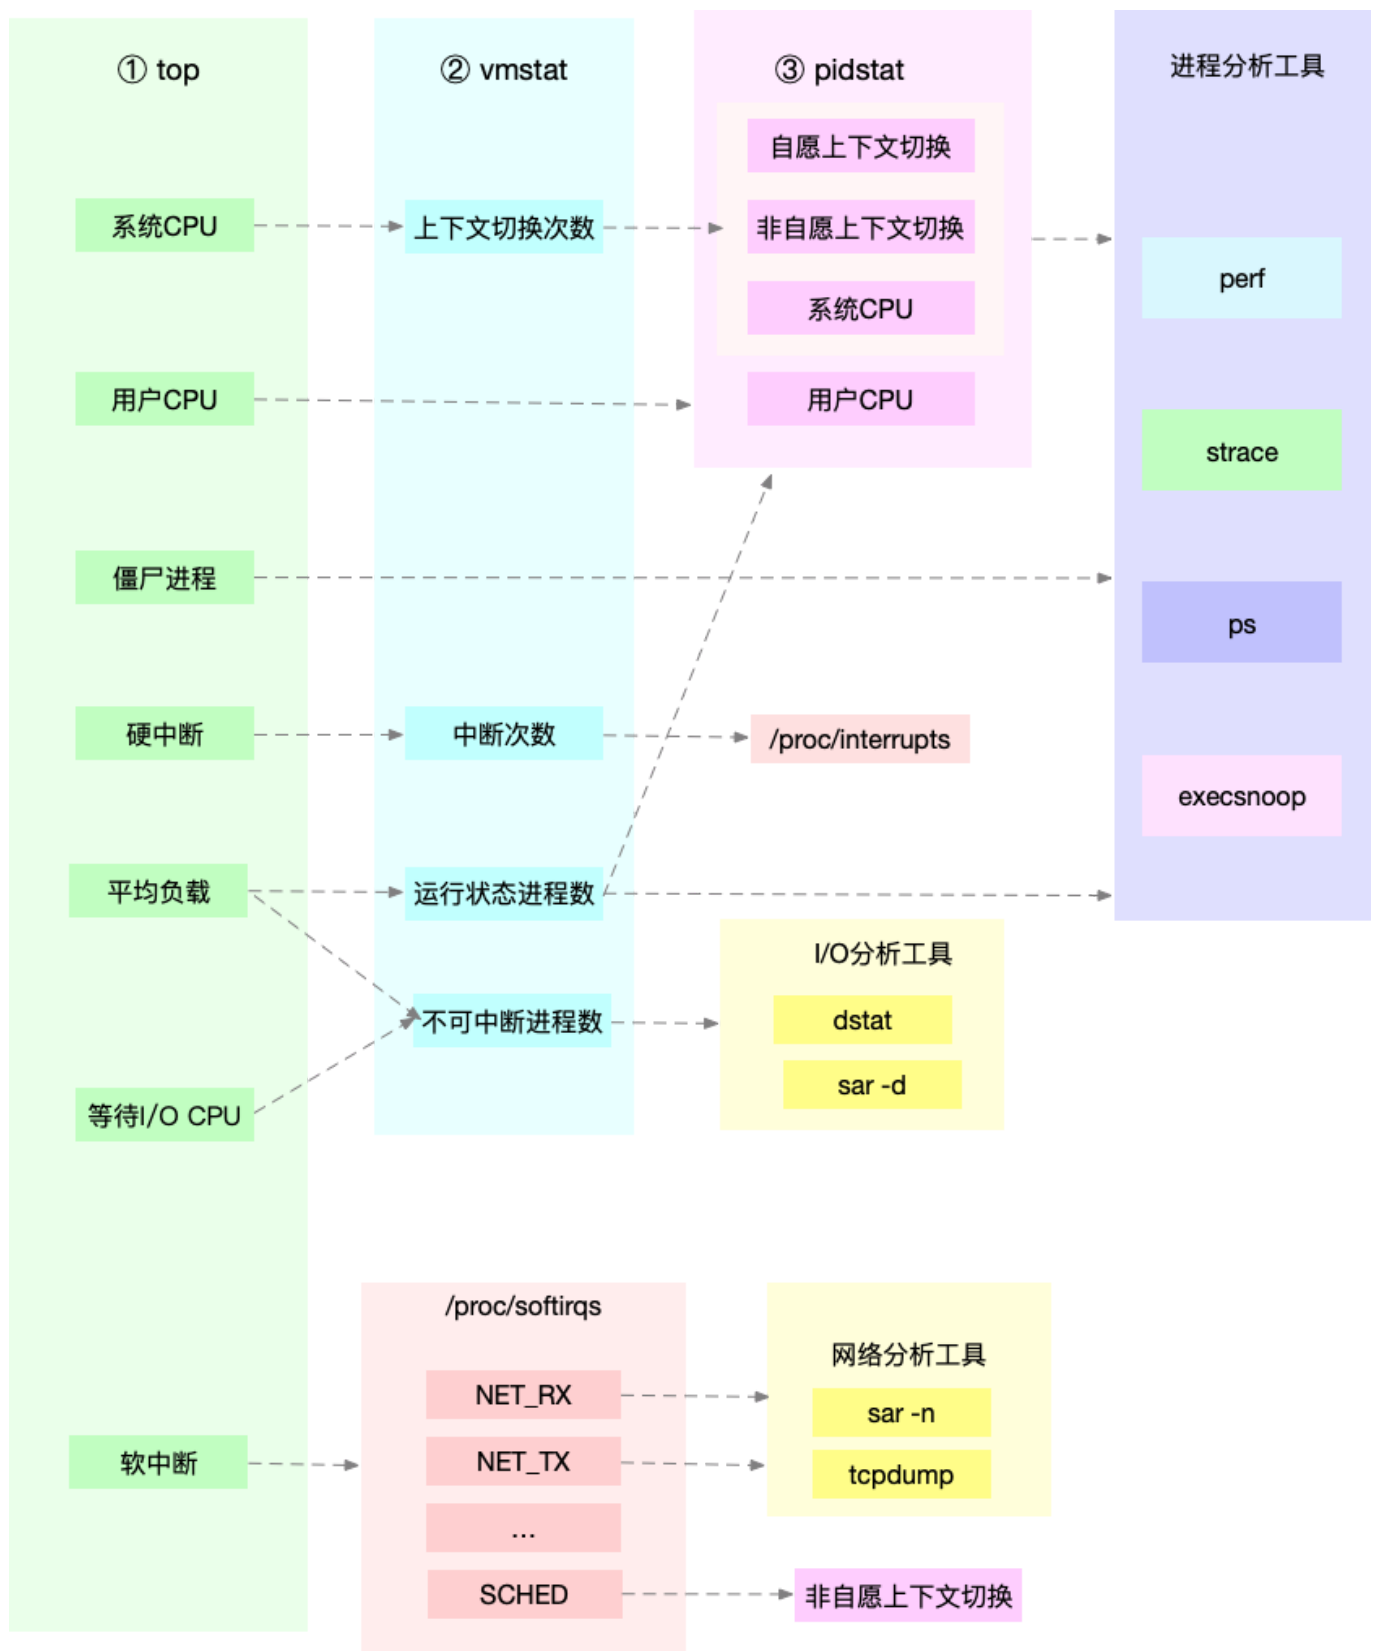 ① top
② vmstat
③ pidstat
进程分析工具
自愿上下文切换
系统CPU
上下文切换次数
非自愿上下文切换
perf
系统CPU
用户CPU
用户CPU
strace
僵尸进程
ps
硬中断
中断次数
/proc/interrupts
execsnoop
平均负载
运行状态进程数
I/O分析工具
不可中断进程数
dstat
sar -d
等待I/O CPU
/proc/softirqs
网络分析工具
NET_RX
sar -n
软中断
NET_TX
tcpdump
...
SCHED
非自愿上下文切换